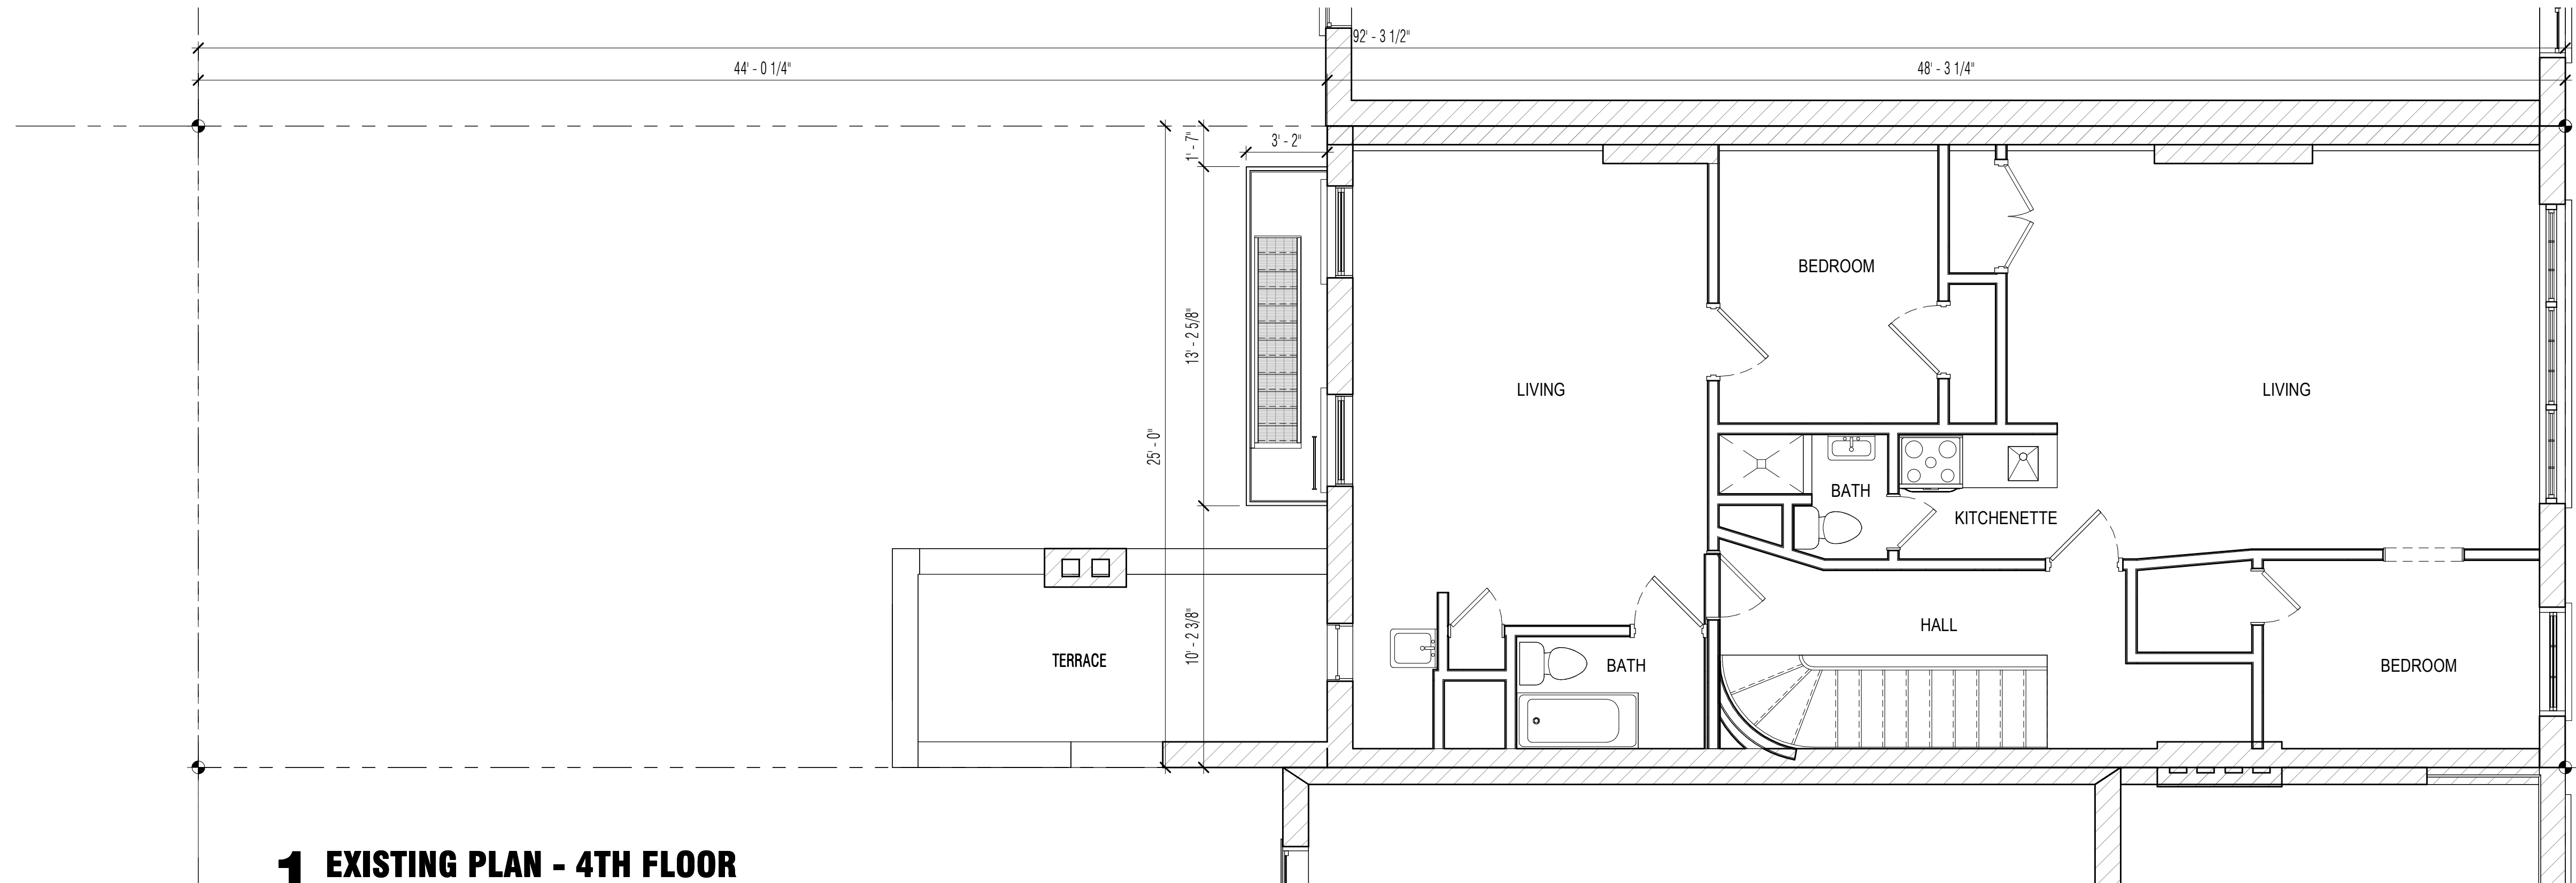 92' - 3 1/2"
44' - 0 1/4"
48' - 3 1/4"
1' - 7"
3' - 2"
13' - 2 5/8"
25' - 0"
10' - 2 3/8"
BEDROOM
LIVING
LIVING
BATH
KITCHENETTE
HALL
TERRACE
BATH
BEDROOM
1 EXISTING PLAN - 4TH FLOOR